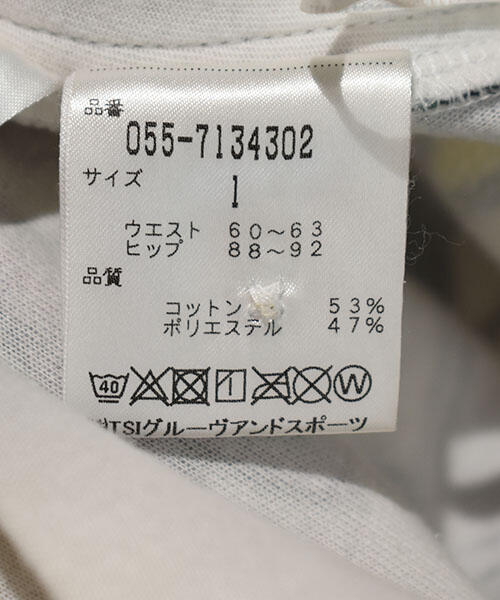 品番
055-7134302
サイズ
1
ウエスト 60～63
ヒップ 88～92
品質
コットン 53%
ポリエステル 47%
40 W
TSIグルーヴアンドスポーツ